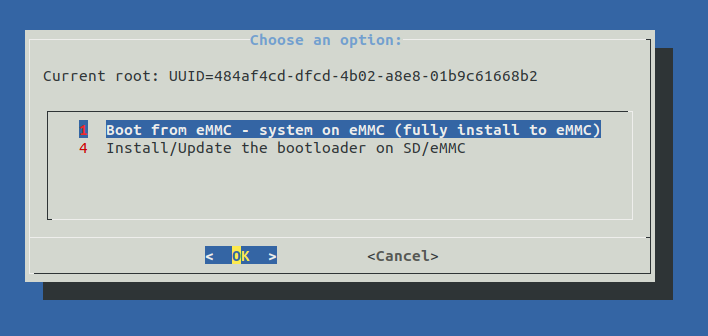 Choose an option:
Current root: UUID=484af4cd-dfcd-4b02-a8e8-01b9c61668b2
1 Boot from eMMC - system on eMMC (fully install to eMMC)
4 Install/Update the bootloader on SD/eMMC
< OK > <Cancel>